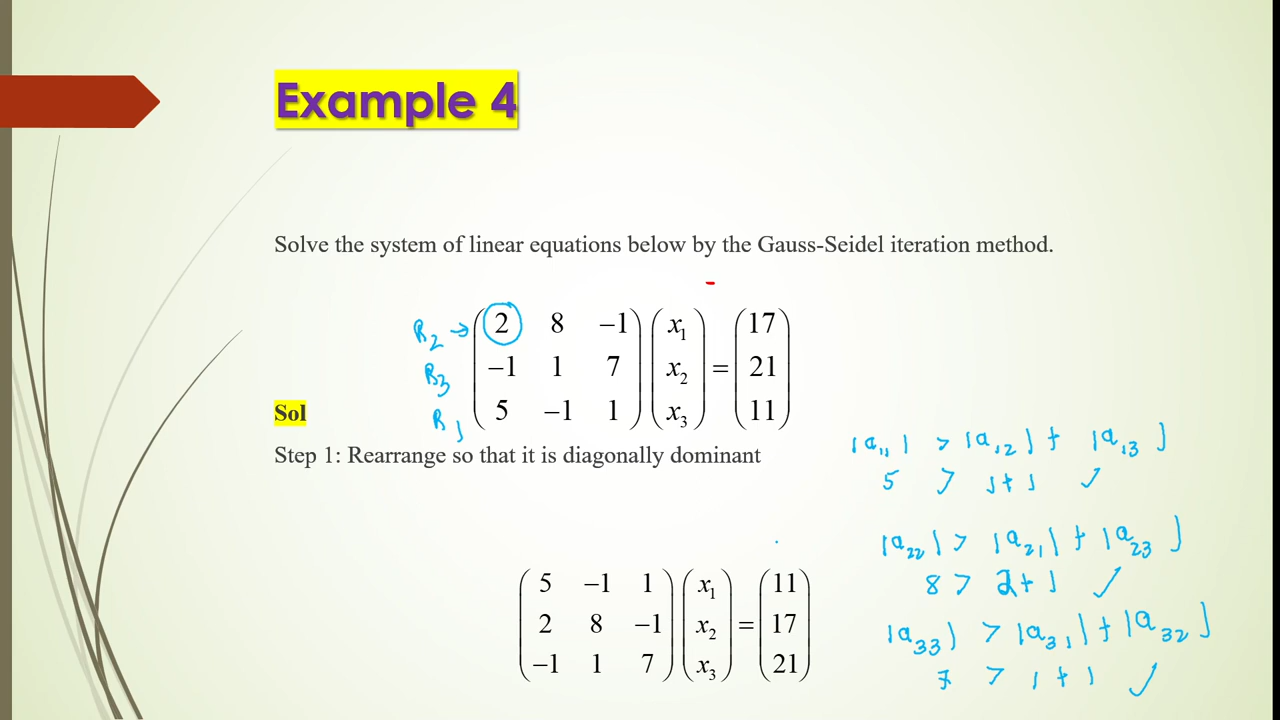 Example 4
Solve the system of linear equations below by the Gauss-Seidel iteration method.
R2 → 2 8 −1 x1 17
R3 −1 1 7 x2 = 21
R1 5 −1 1 x3 11
Sol
Step 1: Rearrange so that it is diagonally dominant
|a11| > |a12| + |a13|
5 > 1+1 ✓
|a22| > |a21| + |a23|
8 > 2+1 ✓
|a33| > |a31| + |a32|
7 > 1+1 ✓
5 −1 1 x1 11
2 8 −1 x2 = 17
−1 1 7 x3 21